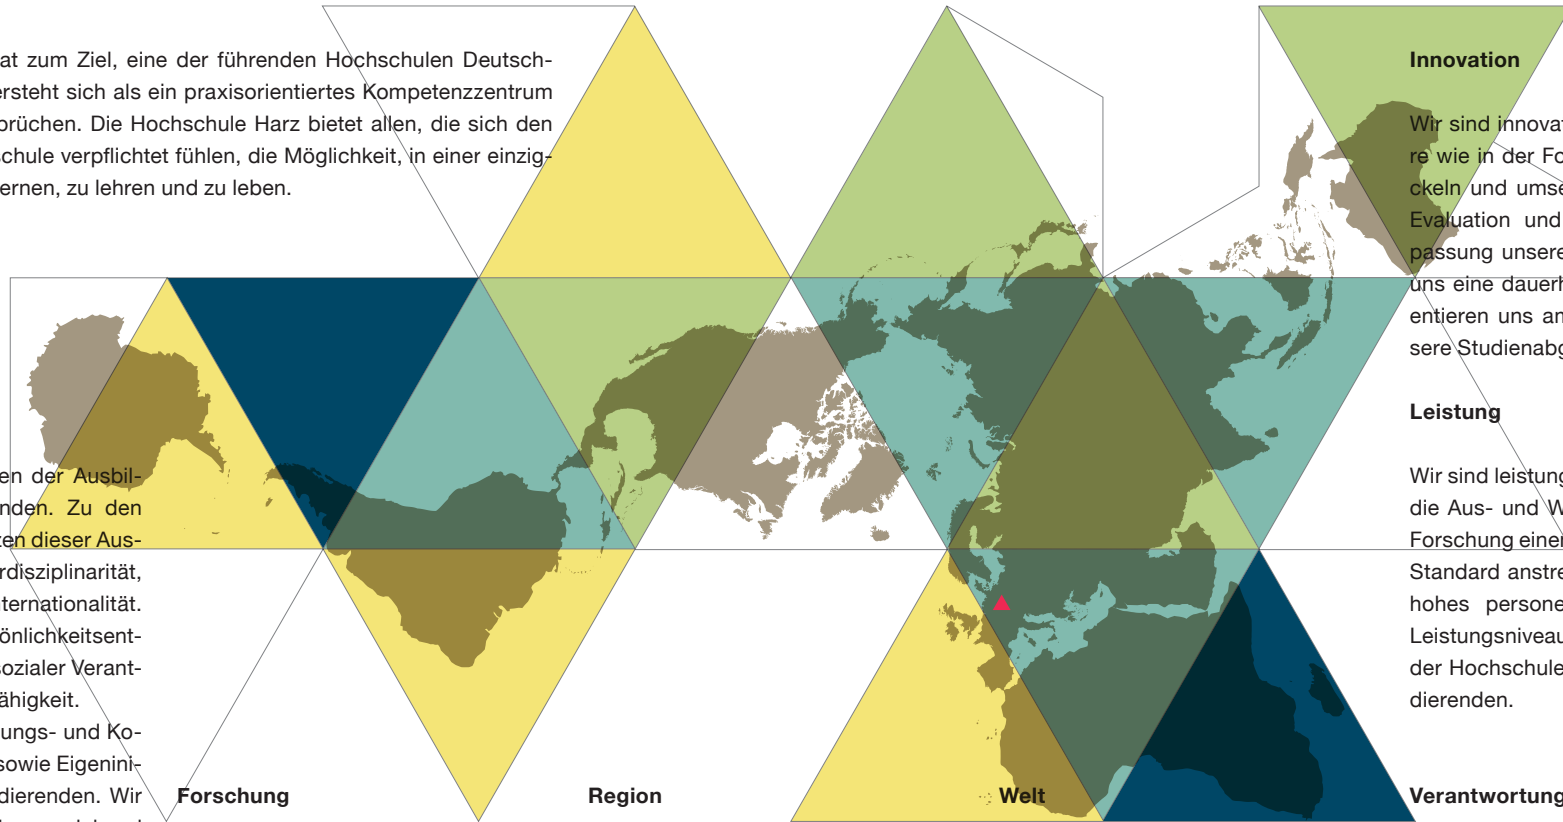 at zum Ziel, eine der führenden Hochschulen Deutsch-
ersteht sich als ein praxisorientiertes Kompetenzzentrum
prüchen. Die Hochschule Harz bietet allen, die sich den
schule verpflichtet fühlen, die Möglichkeit, in einer einzig-
ernen, zu lehren und zu leben.
en der Ausbil-
nden. Zu den
zen dieser Aus-
rdisziplinarität,
ternationalität.
önlichkeitsent-
sozialer Verant-
ähigkeit.
ungs- und Ko-
sowie Eigenini-
dierenden. Wir
Forschung
Region
Welt
Innovation
Wir sind innovat
re wie in der Fo
ckeln und umse
Evaluation und
passung unsere
uns eine dauerh
entieren uns an
sere Studienabg
Leistung
Wir sind leistung
die Aus- und W
Forschung einen
Standard anstre
hohes persone
Leistungsniveau
der Hochschule
dierenden.
Verantwortung